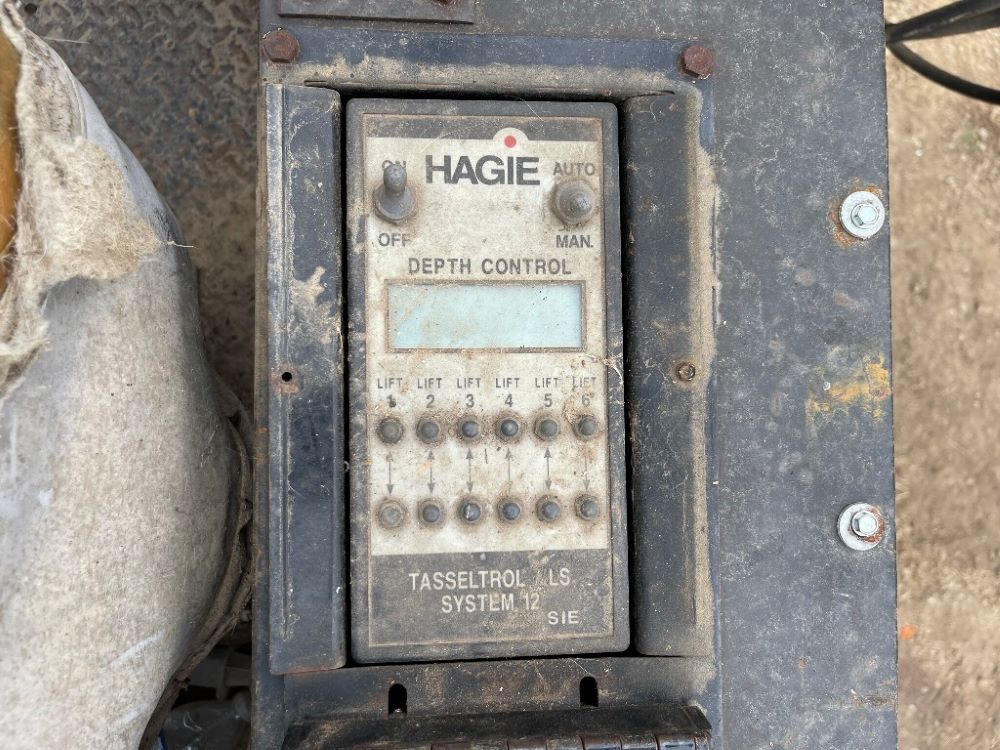 ON HAGIE AUTO
OFF MAN.
DEPTH CONTROL
LIFT LIFT LIFT LIFT LIFT LIFT
1 2 3 4 5 6
TASSELTROL / LS
SYSTEM 12
SIE